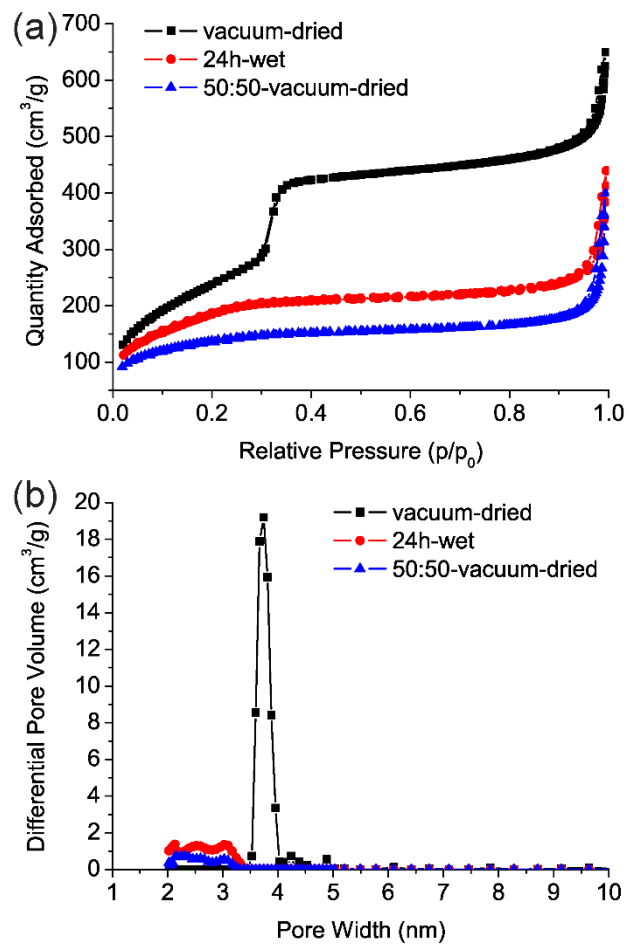 (a)
vacuum-dried
24h-wet
50:50-vacuum-dried
700
600
500
400
300
200
100
Quantity Adsorbed (cm³/g)
0.0 0.2 0.4 0.6 0.8 1.0
Relative Pressure (p/p₀)
(b)
vacuum-dried
24h-wet
50:50-vacuum-dried
20
18
16
14
12
10
8
6
4
2
0
Differential Pore Volume (cm³/g)
1 2 3 4 5 6 7 8 9 10
Pore Width (nm)